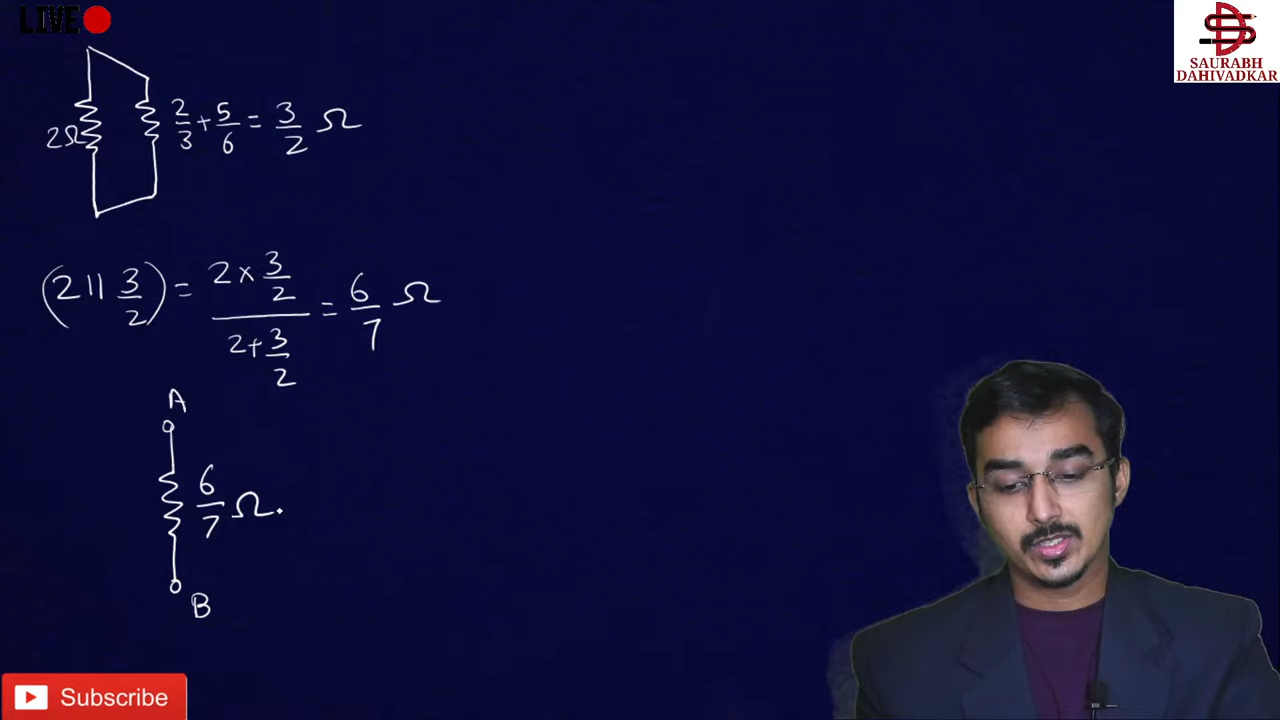 LIVE
SD
SAURABH
DAHIVADKAR
2Ω 2/3 + 5/6 = 3/2 Ω
(2 || 3/2) = (2 × 3/2)/(2 + 3/2) = 6/7 Ω
A
6/7 Ω.
B
Subscribe